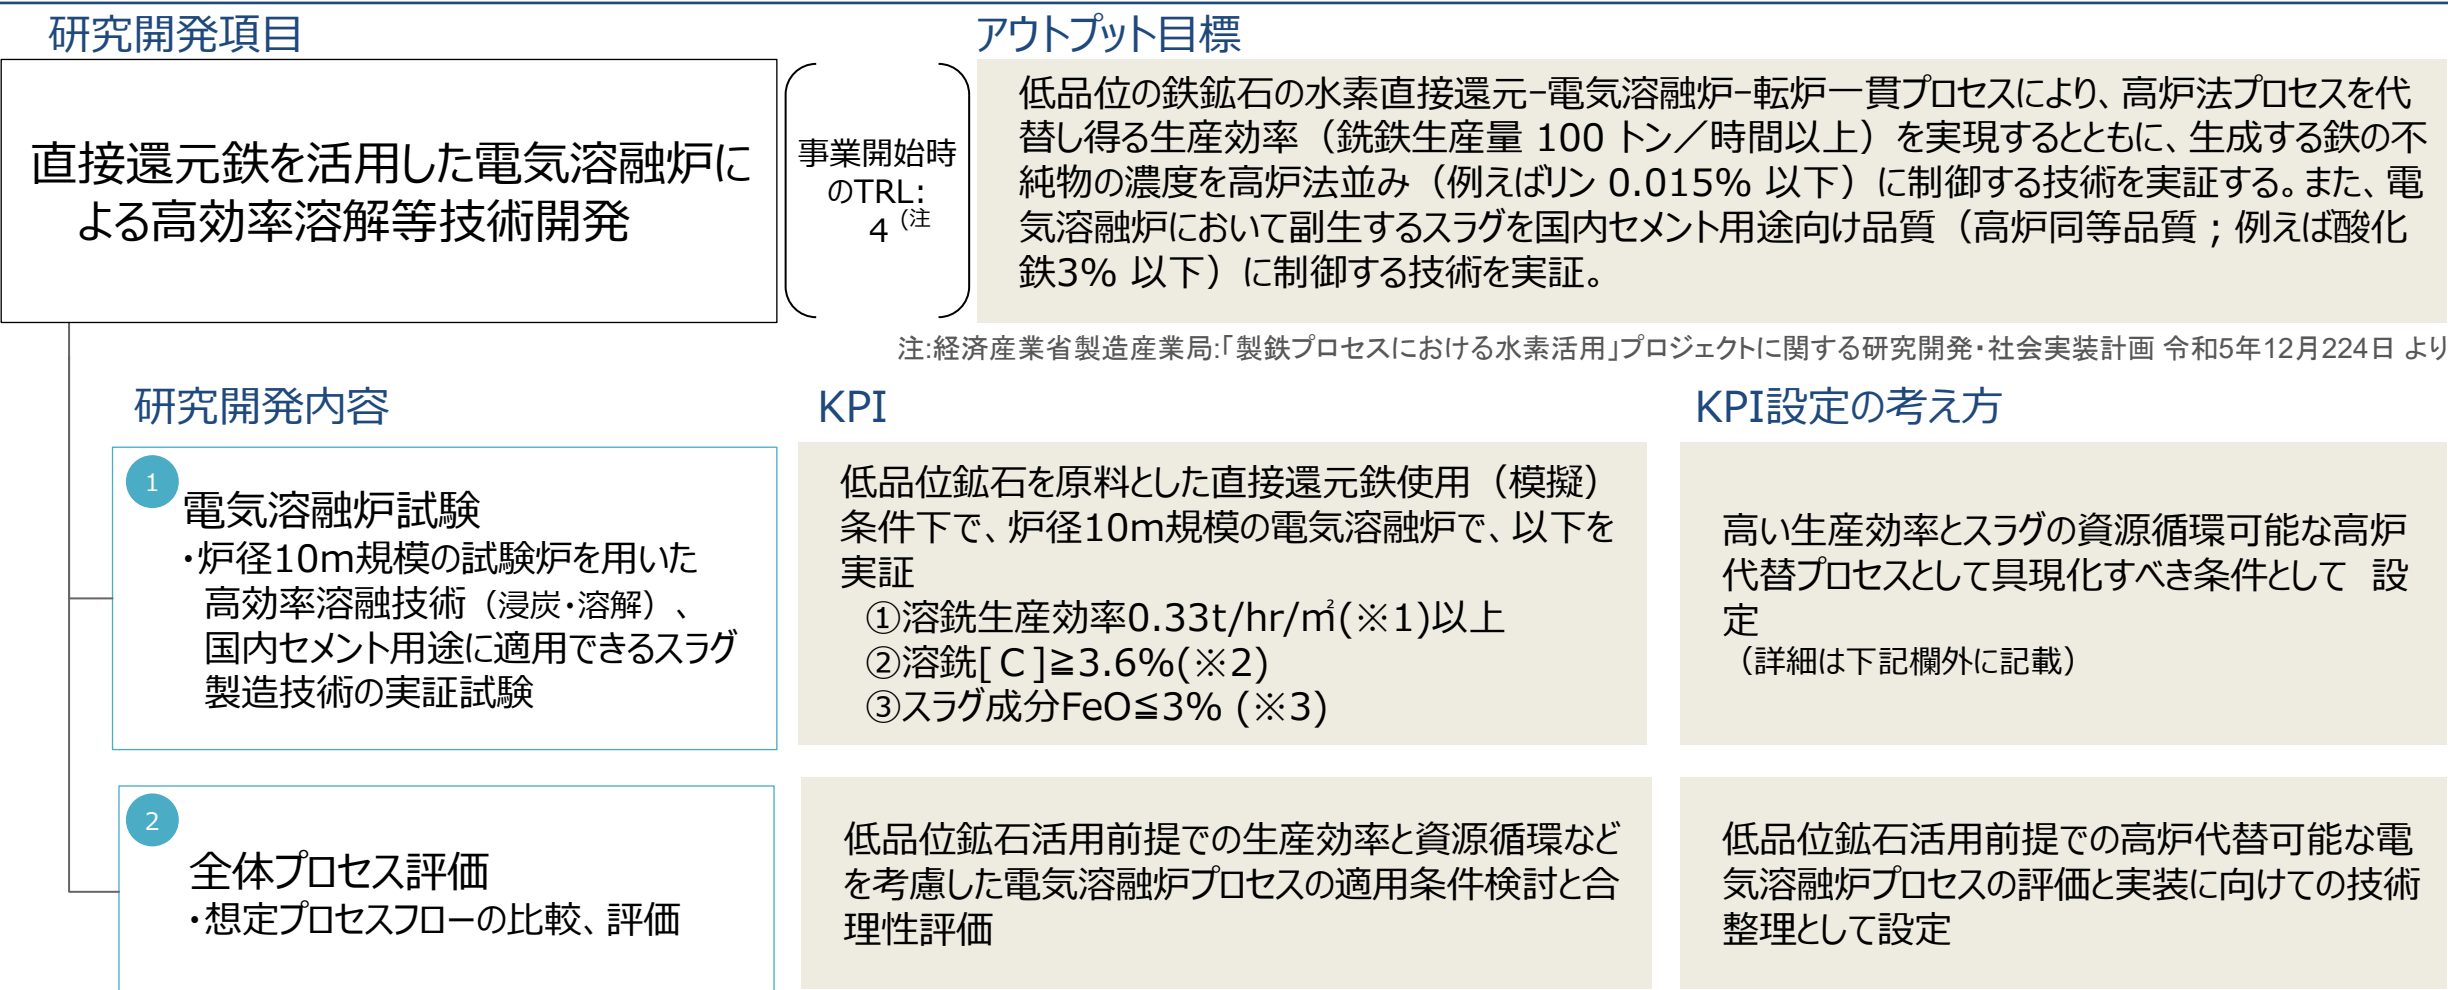 研究開発項目
アウトプット目標
直接還元鉄を活用した電気溶融炉に
よる高効率溶解等技術開発
事業開始時
のTRL:
4 (注
低品位の鉄鉱石の水素直接還元−電気溶融炉−転炉一貫プロセスにより、高炉法プロセスを代
替し得る生産効率（銑鉄生産量 100 トン／時間以上）を実現するとともに、生成する鉄の不
純物の濃度を高炉法並み（例えばリン 0.015% 以下）に制御する技術を実証する。また、電
気溶融炉において副生するスラグを国内セメント用途向け品質（高炉同等品質；例えば酸化
鉄3% 以下）に制御する技術を実証。
注:経済産業省製造産業局:「製鉄プロセスにおける水素活用」プロジェクトに関する研究開発・社会実装計画 令和5年12月224日 より
研究開発内容
KPI
KPI設定の考え方
1
電気溶融炉試験
・炉径10m規模の試験炉を用いた
高効率溶融技術（浸炭・溶解）、
国内セメント用途に適用できるスラグ
製造技術の実証試験
低品位鉱石を原料とした直接還元鉄使用（模擬）
条件下で、炉径10m規模の電気溶融炉で、以下を
実証
①溶銑生産効率0.33t/hr/㎡(※1)以上
②溶銑[Ｃ]≧3.6%(※2)
③スラグ成分FeO≦3% (※3)
高い生産効率とスラグの資源循環可能な高炉
代替プロセスとして具現化すべき条件として 設
定
（詳細は下記欄外に記載）
2
全体プロセス評価
・想定プロセスフローの比較、評価
低品位鉱石活用前提での生産効率と資源循環など
を考慮した電気溶融炉プロセスの適用条件検討と合
理性評価
低品位鉱石活用前提での高炉代替可能な電
気溶融炉プロセスの評価と実装に向けての技術
整理として設定